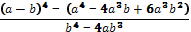 (a − b)⁴ − (a⁴ − 4a³b + 6a²b²)
b⁴ − 4ab³